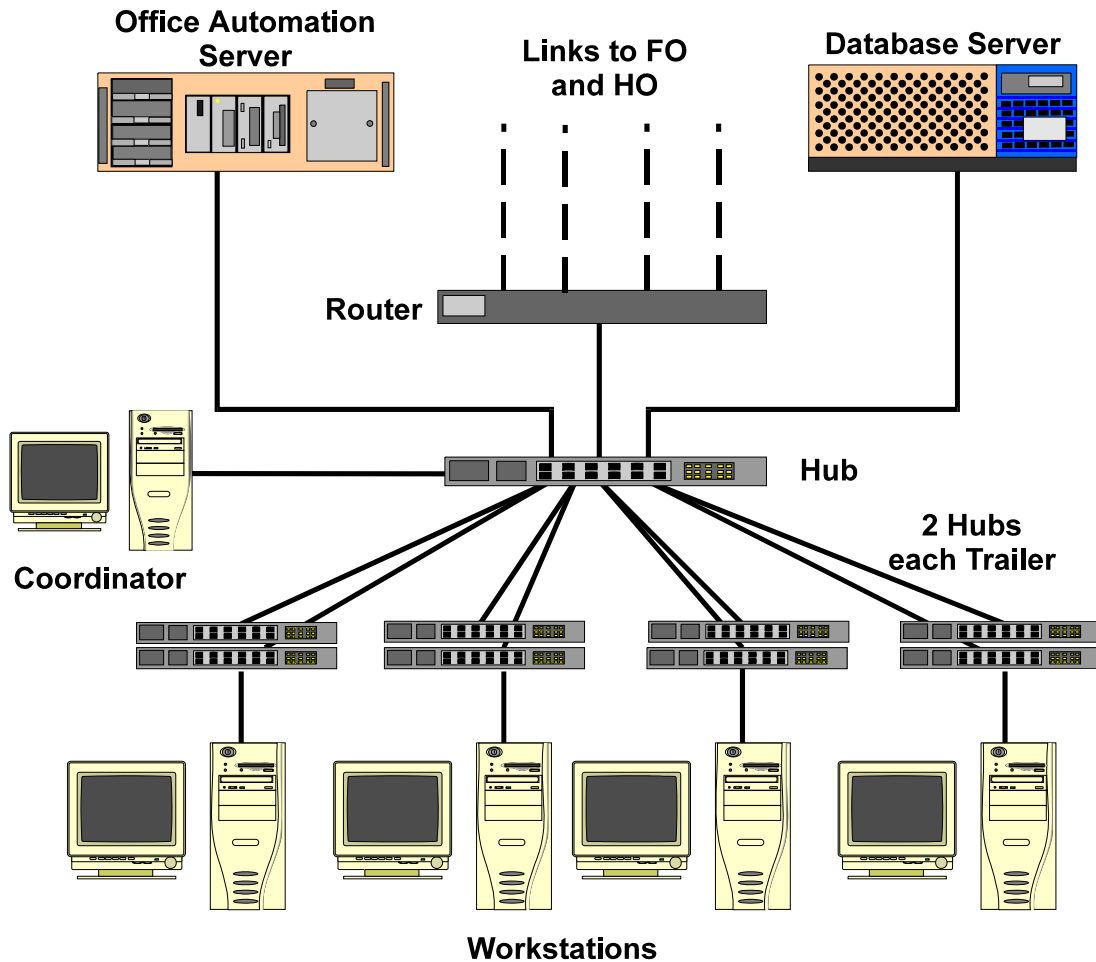 Office Automation
Server
Links to FO
and HO
Database Server
Router
Hub
2 Hubs
each Trailer
Coordinator
Workstations